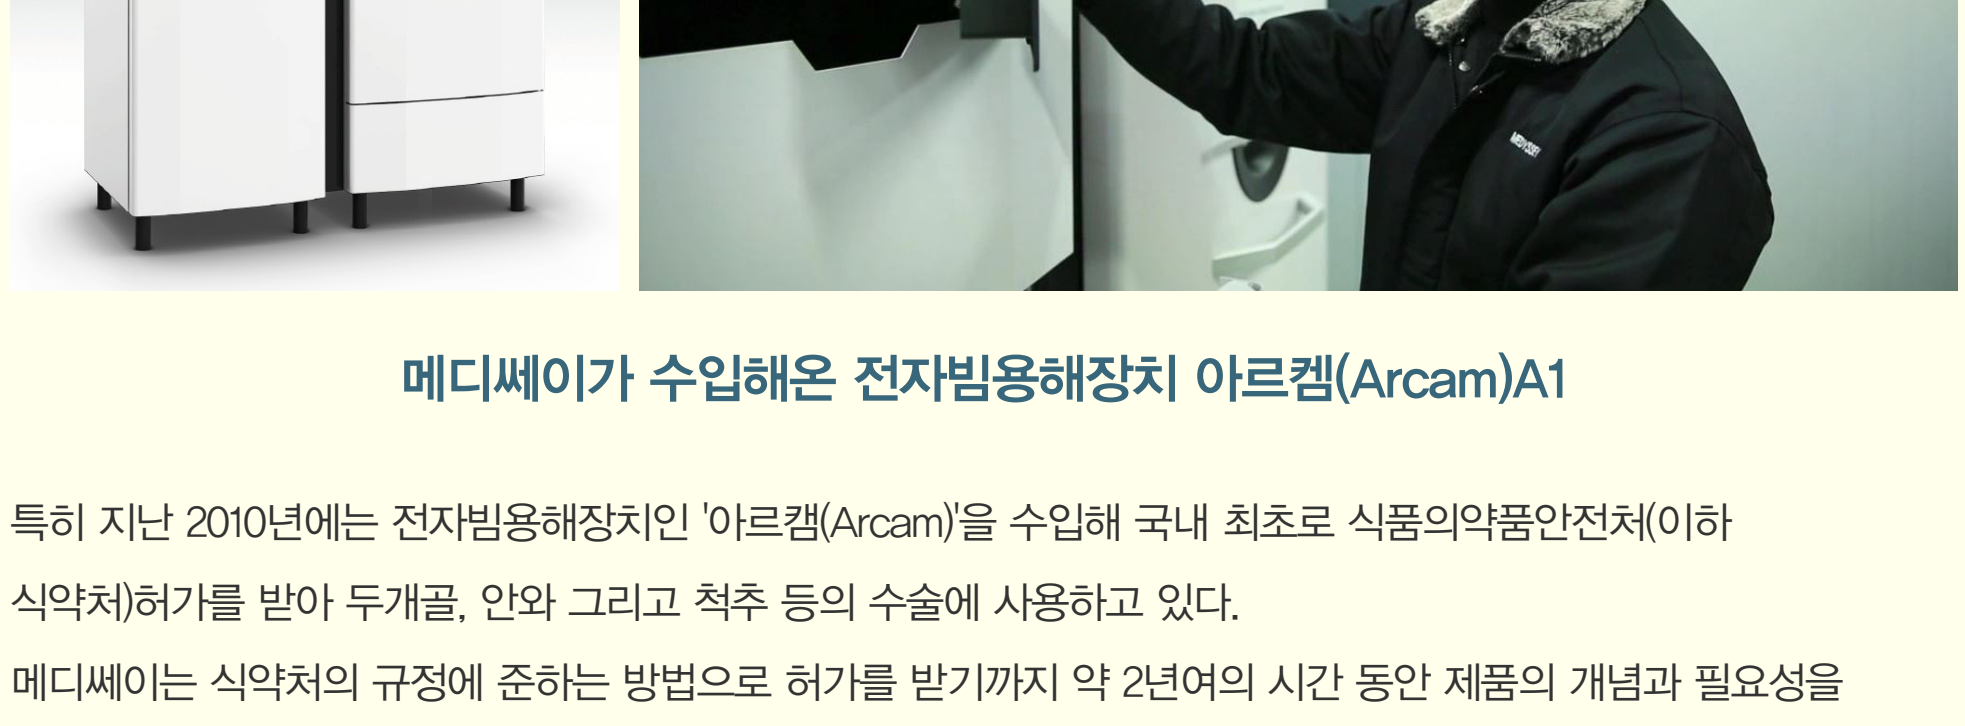 MEDYSSEY
메디쎄이가 수입해온 전자빔용해장치 아르켐(Arcam)A1
특히 지난 2010년에는 전자빔용해장치인 '아르캠(Arcam)'을 수입해 국내 최초로 식품의약품안전처(이하
식약처)허가를 받아 두개골, 안와 그리고 척추 등의 수술에 사용하고 있다.
메디쎄이는 식약처의 규정에 준하는 방법으로 허가를 받기까지 약 2년여의 시간 동안 제품의 개념과 필요성을